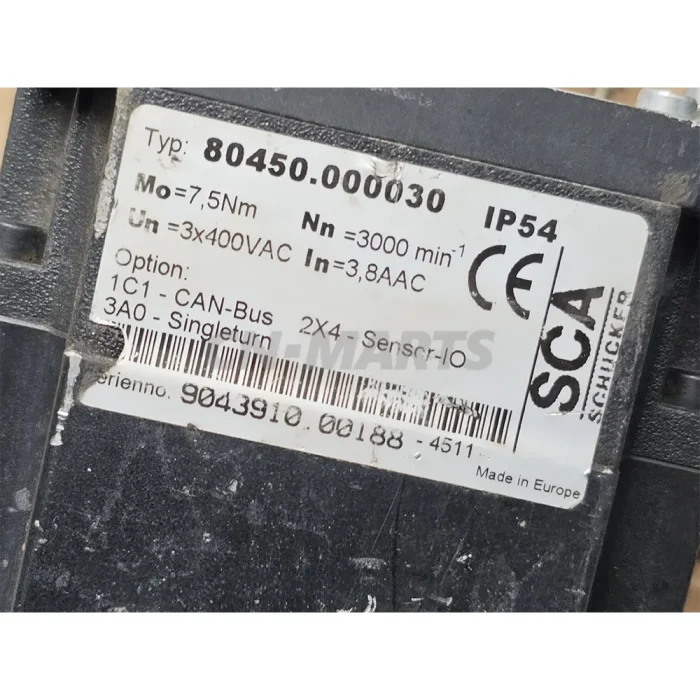 Typ: 80450.000030
IP54
Mo=7,5Nm Nn =3000 min-1
Un =3x400VAC In=3,8AAC
CE
Option:
1C1 - CAN-Bus 2X4 - Sensor-IO
3A0 - Singleturn
erienno. 9043910.00188 - 4511
Made in Europe
SCA
SCHUCKER